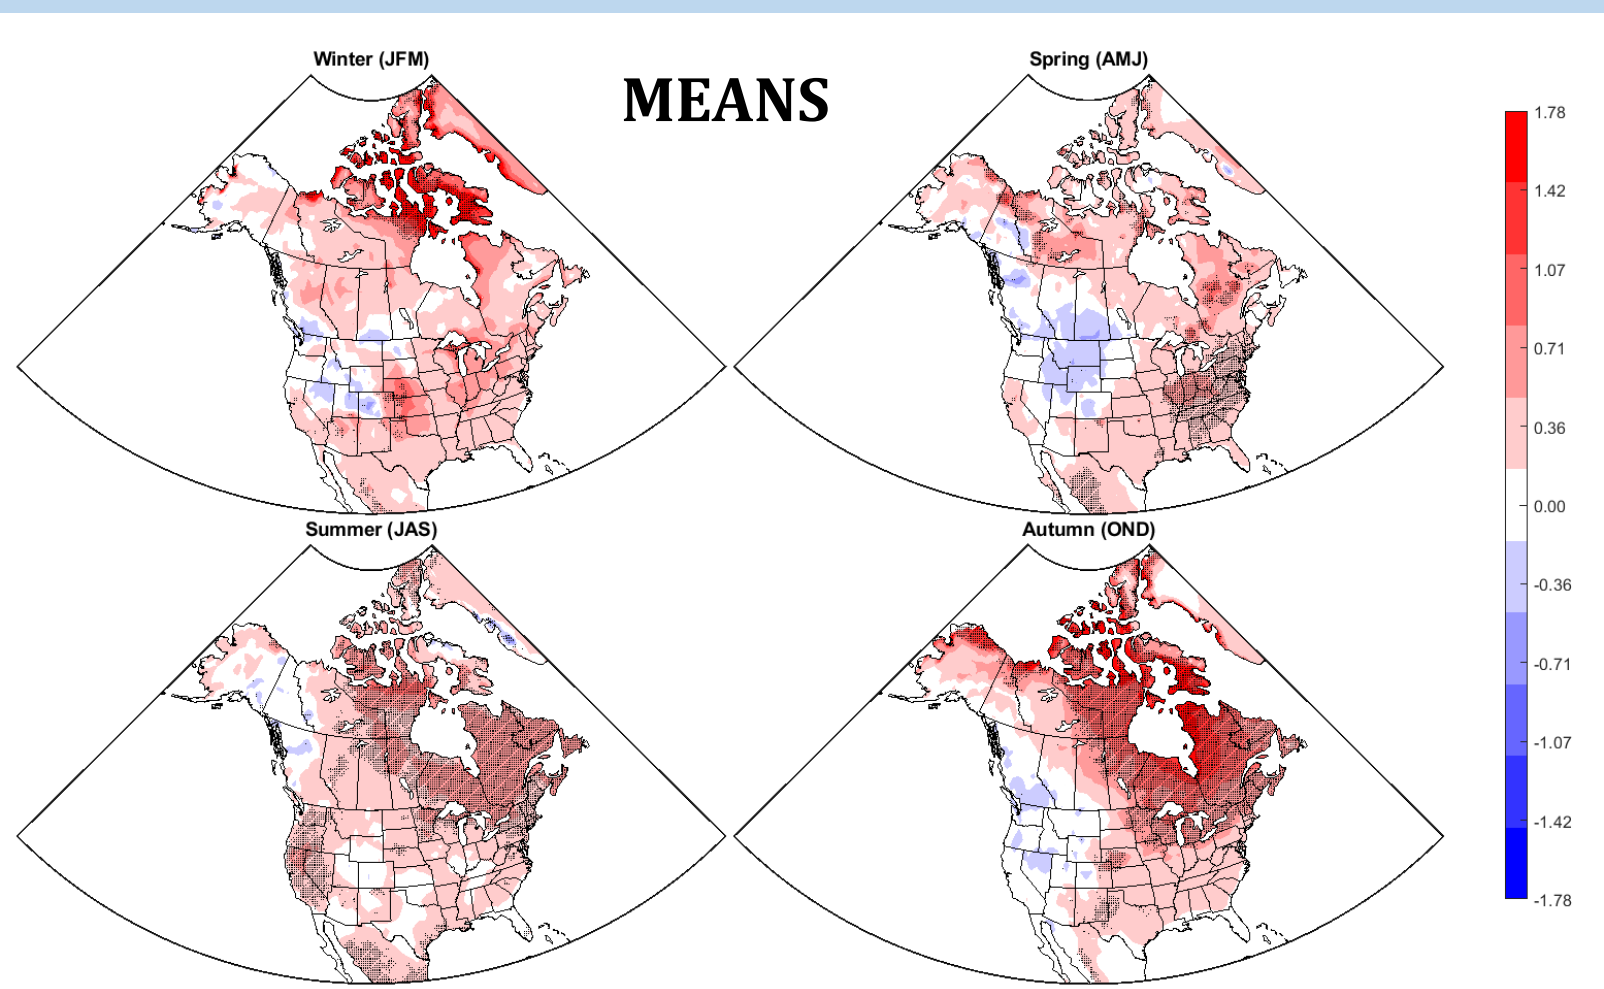 Winter (JFM)
MEANS
Spring (AMJ)
1.78
1.42
1.07
0.71
0.36
0.00
-0.36
-0.71
-1.07
-1.42
-1.78
Summer (JAS)
Autumn (OND)